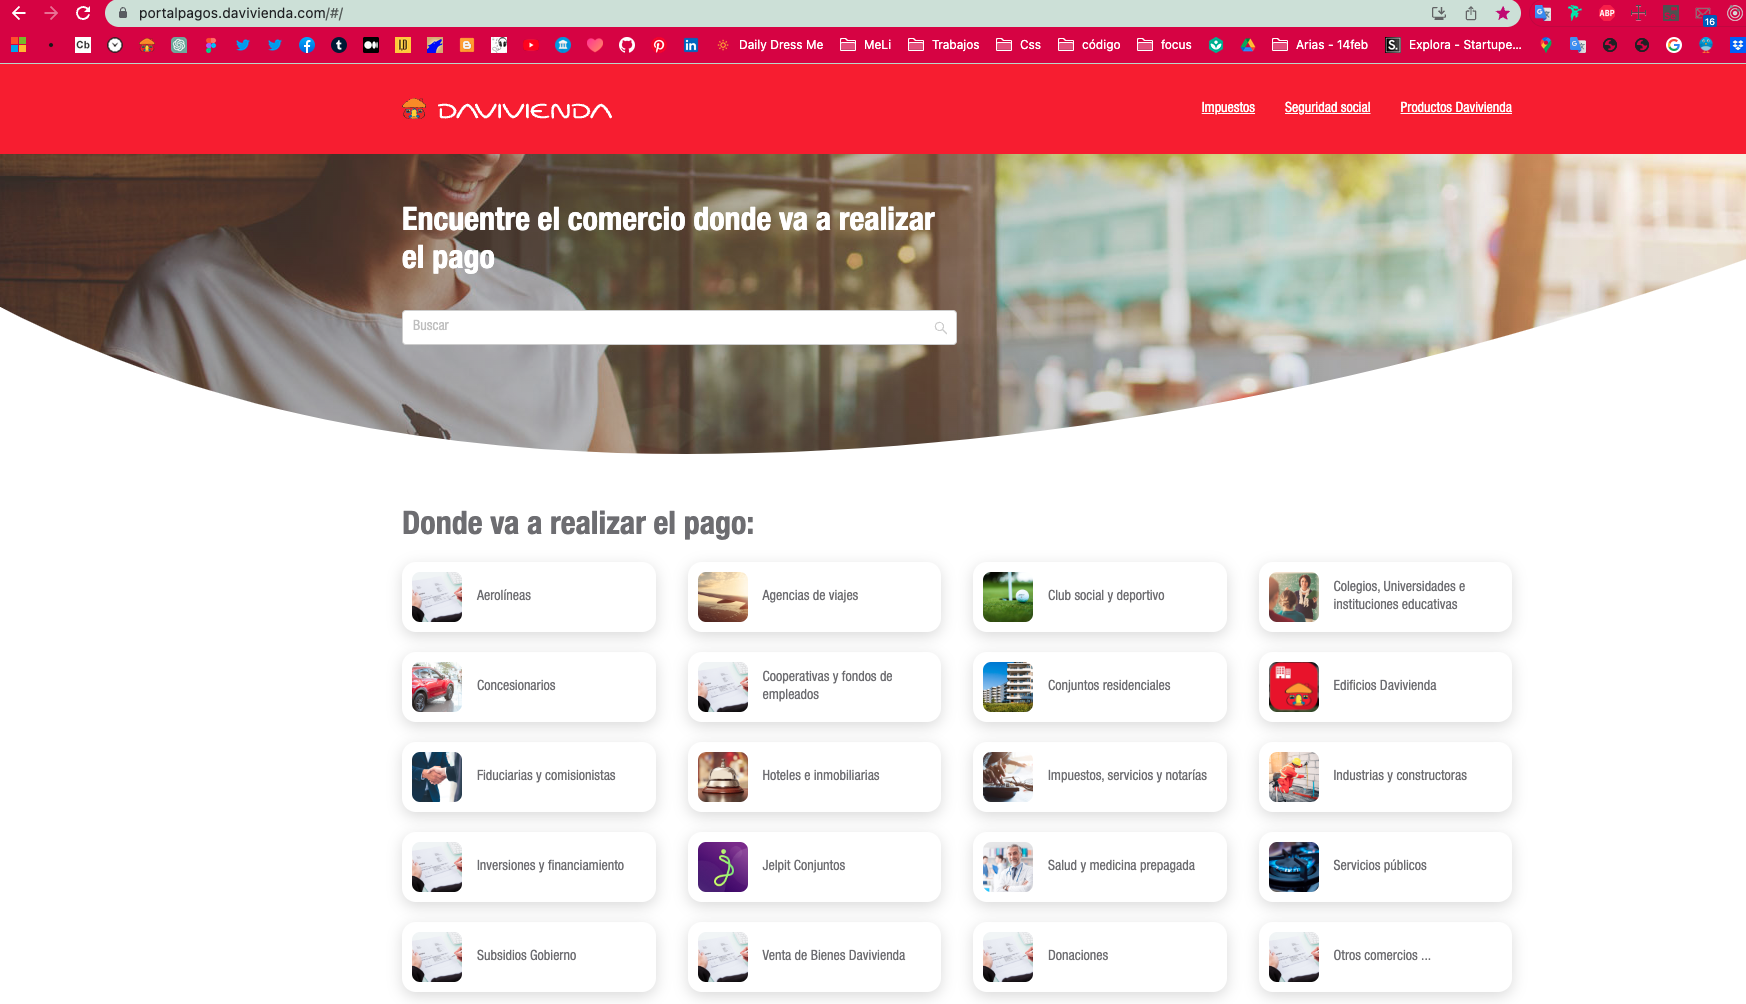 portalpagos.davivienda.com/#/
ABP
16
Cb
Daily Dress Me
MeLi
Trabajos
Css
código
focus
Arias - 14feb
S.
Explora - Startupe...
DAVIVIENDA
Impuestos
Seguridad social
Productos Davivienda
Encuentre el comercio donde va a realizar
el pago
Buscar
Donde va a realizar el pago:
Aerolíneas
Agencias de viajes
Club social y deportivo
Colegios, Universidades e
instituciones educativas
Concesionarios
Cooperativas y fondos de
empleados
Conjuntos residenciales
Edificios Davivienda
Fiduciarias y comisionistas
Hoteles e inmobiliarias
Impuestos, servicios y notarías
Industrias y constructoras
Inversiones y financiamiento
Jelpit Conjuntos
Salud y medicina prepagada
Servicios públicos
Subsidios Gobierno
Venta de Bienes Davivienda
Donaciones
Otros comercios ...